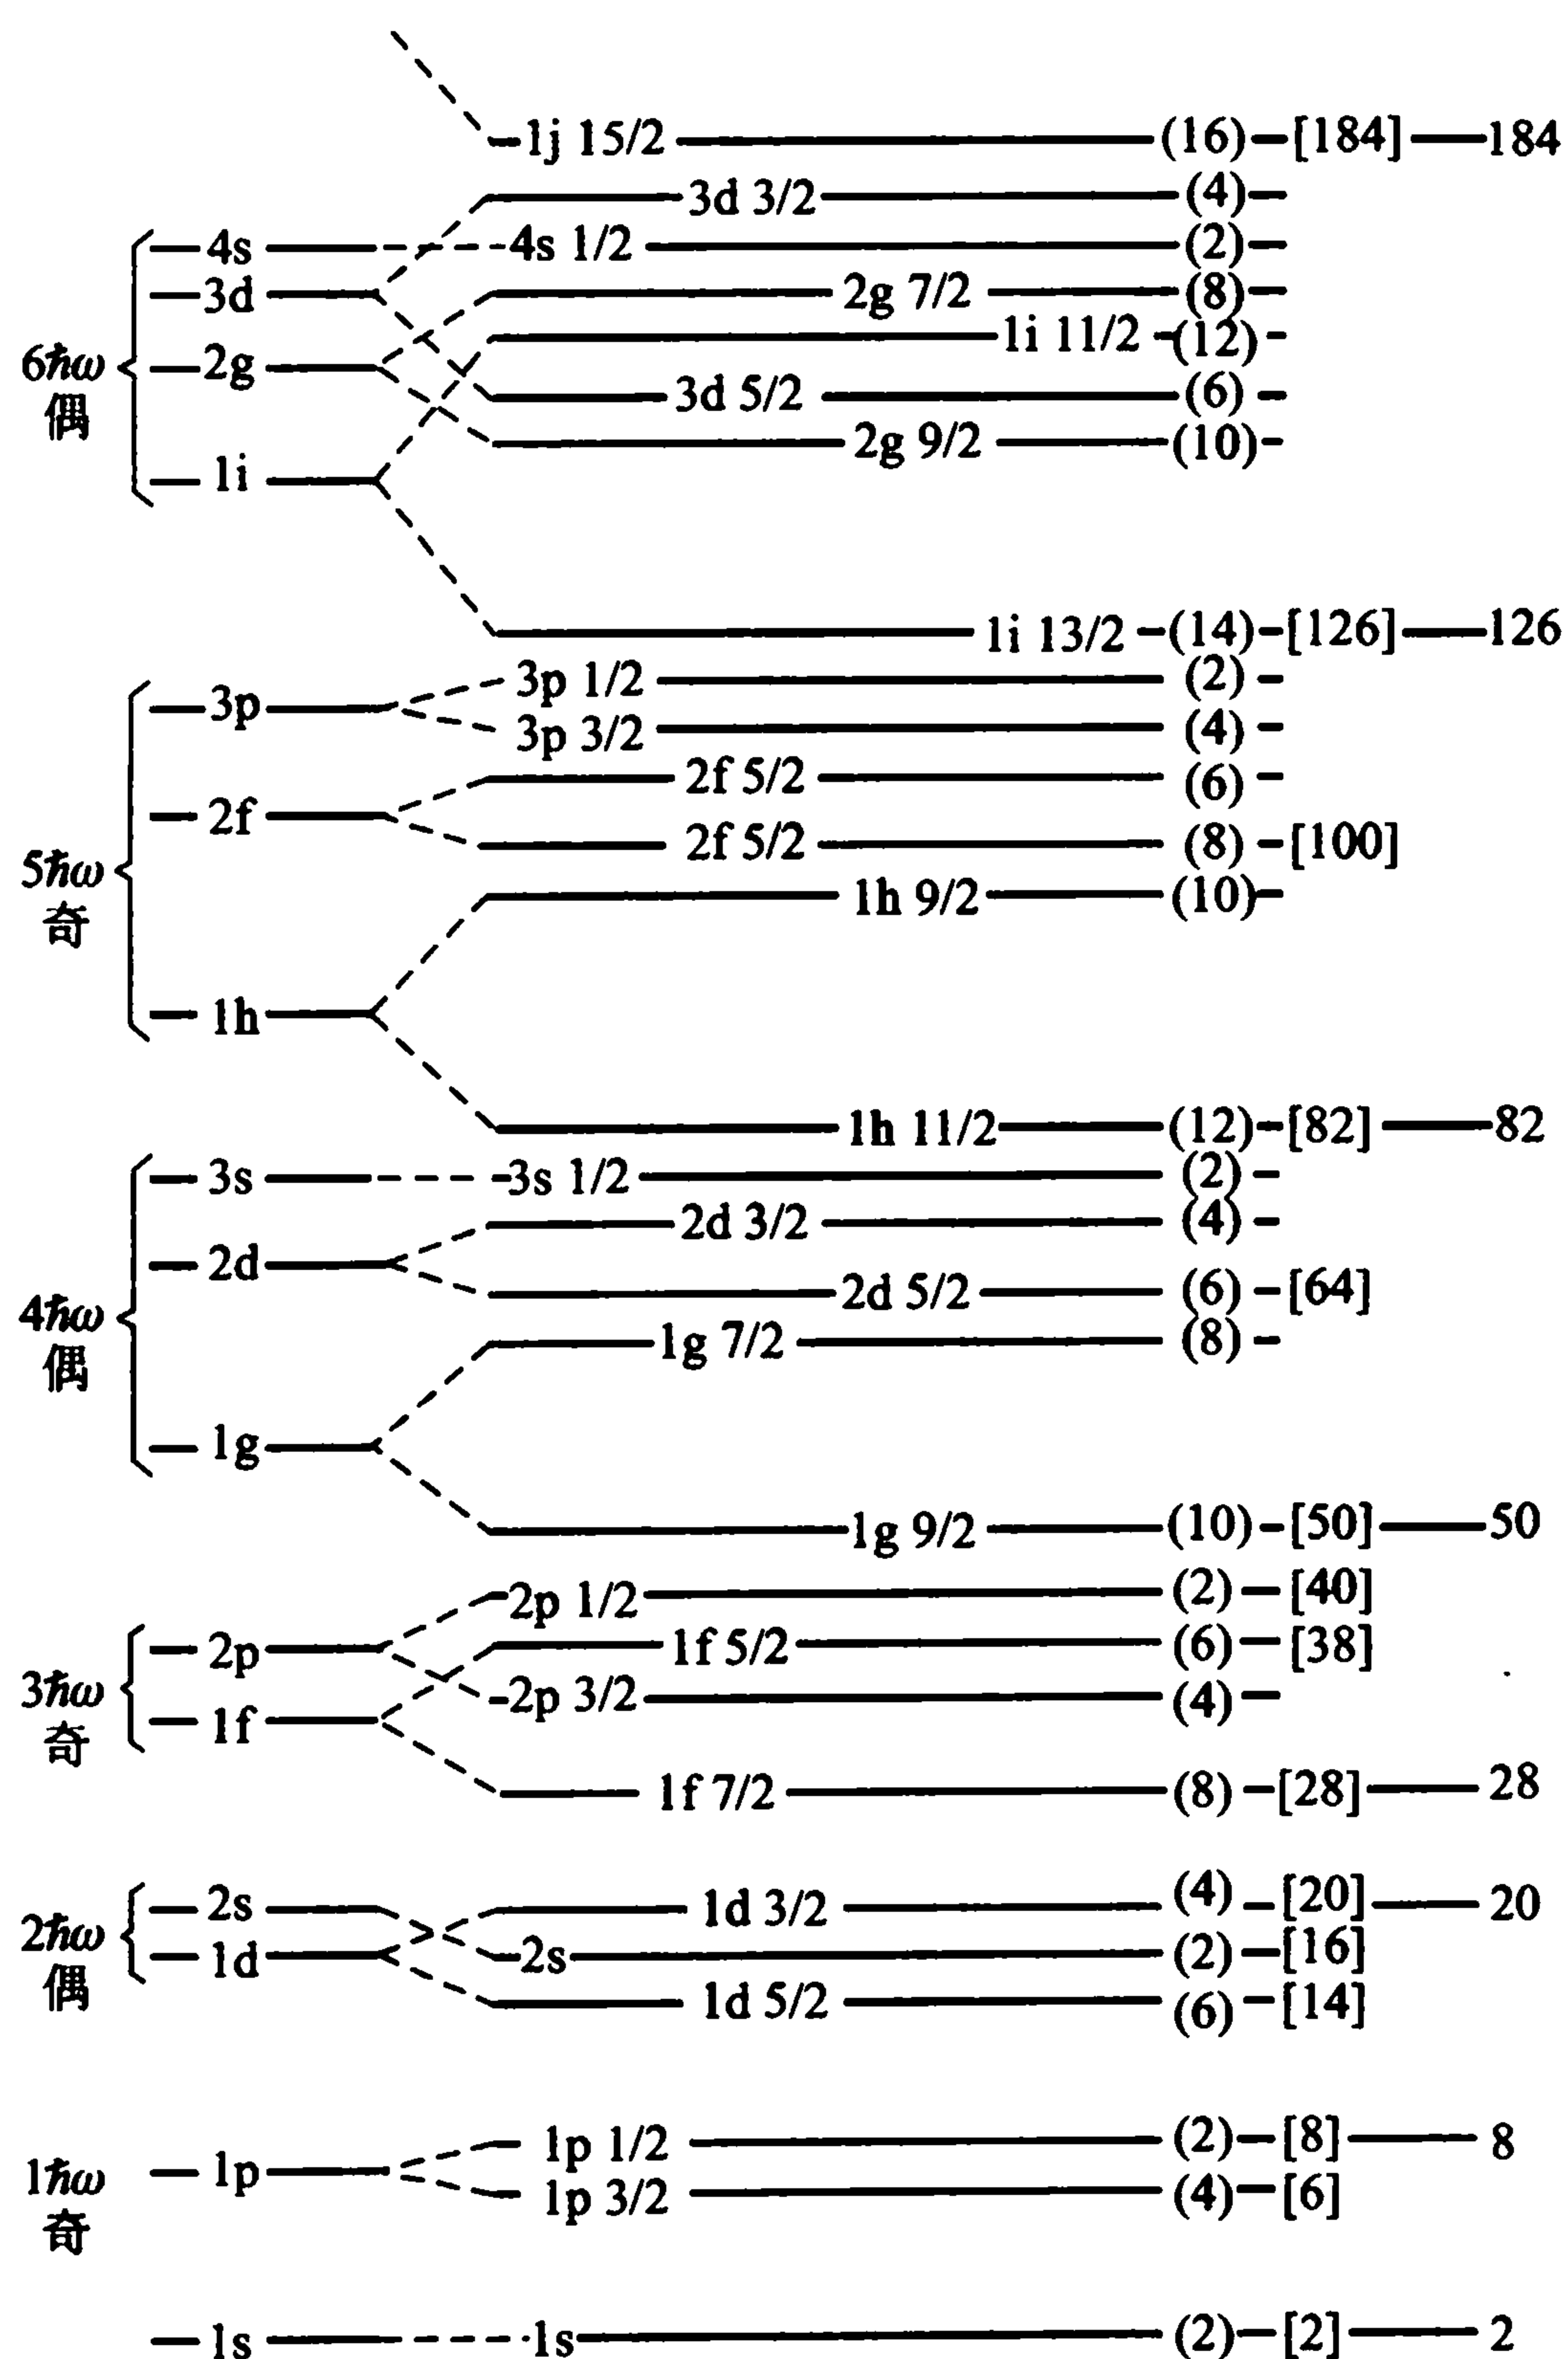 1j 15/2 (16) [184] 184
3d 3/2 (4)
4s 4s 1/2 (2)
3d 2g 7/2 (8)
1i 11/2 (12)
6ħω 2g
偶 3d 5/2 (6)
2g 9/2 (10)
1i
1i 13/2 (14) [126] 126
3p 1/2 (2)
3p
3p 3/2 (4)
2f 5/2 (6)
2f
2f 5/2 (8) [100]
5ħω 1h 9/2 (10)
奇
1h
1h 11/2 (12) [82] 82
3s 3s 1/2 (2)
2d 3/2 (4)
2d
2d 5/2 (6) [64]
4ħω 1g 7/2 (8)
偶
1g
1g 9/2 (10) [50] 50
2p 1/2 (2) [40]
2p 1f 5/2 (6) [38]
3ħω 2p 3/2 (4)
奇 1f
1f 7/2 (8) [28] 28
2s 1d 3/2 (4) [20] 20
2ħω 1d 2s (2) [16]
偶 1d 5/2 (6) [14]
1p 1/2 (2) [8] 8
1ħω 1p
奇 1p 3/2 (4) [6]
1s 1s (2) [2] 2